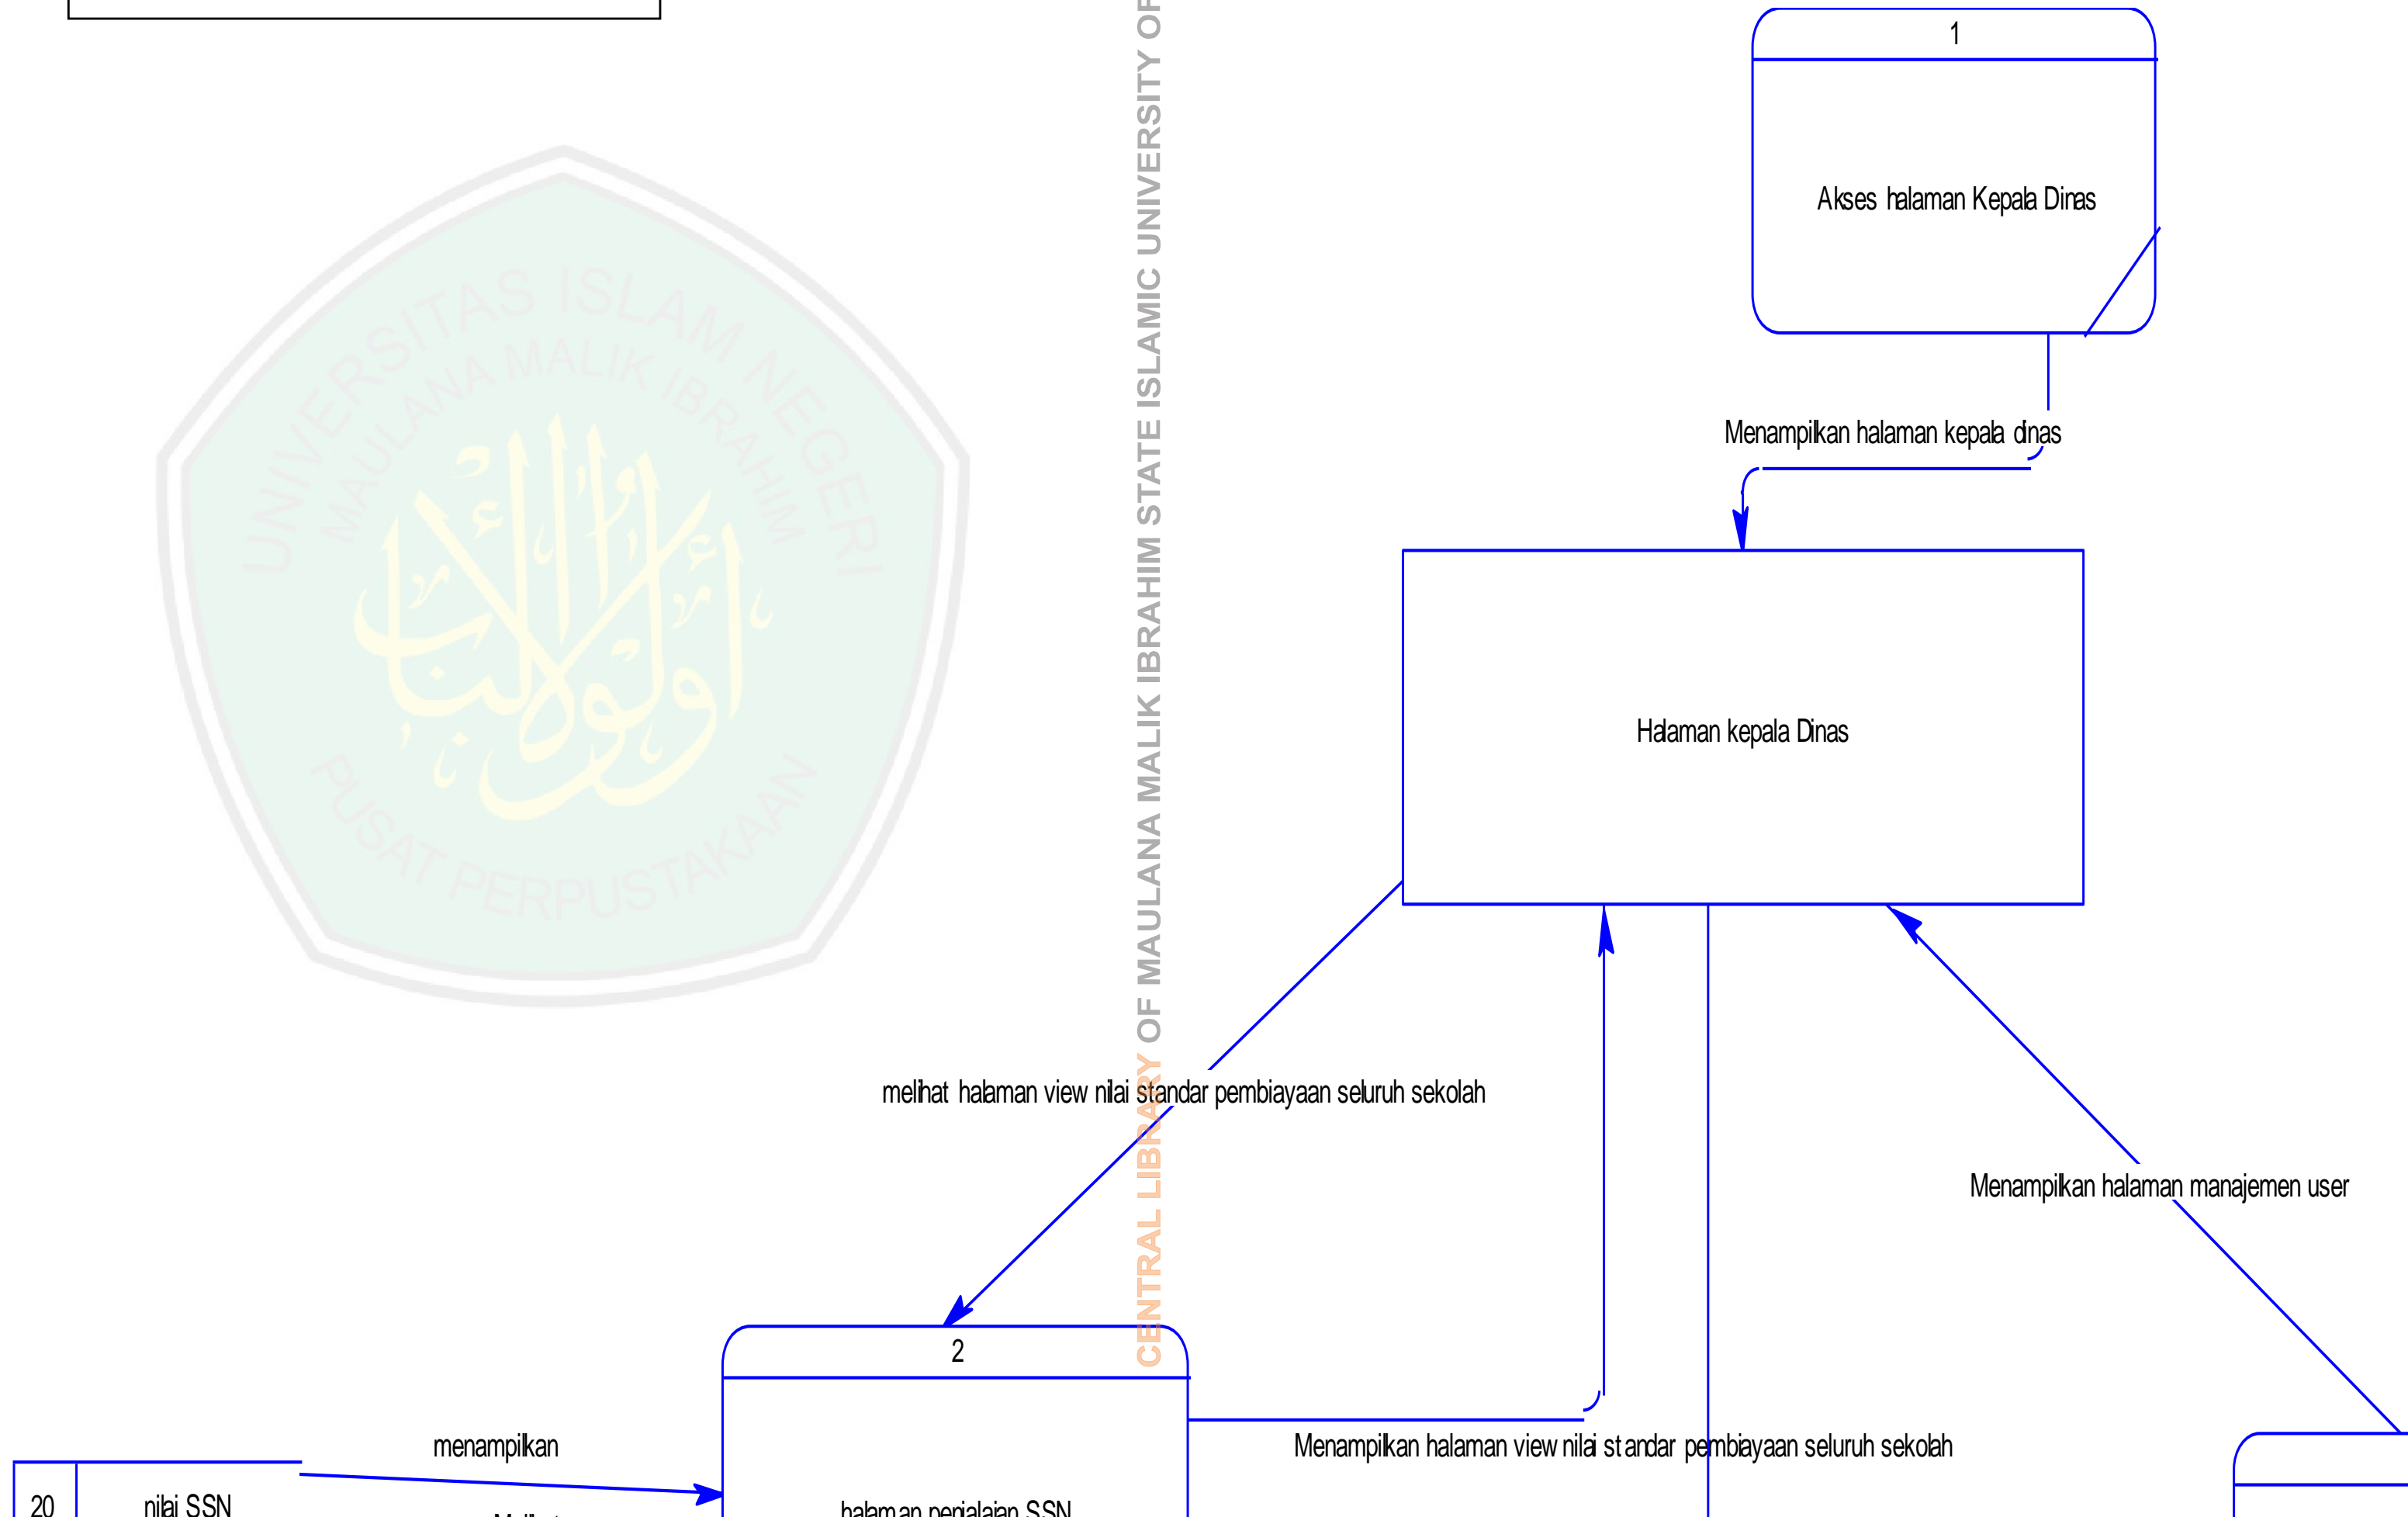 1
Akses halaman Kepala Dinas
Menampilkan halaman kepala dinas
Halaman kepala Dinas
melihat halaman view nilai standar pembiayaan seluruh sekolah
Menampilkan halaman manajemen user
2
Menampilkan halaman view nilai standar pembiayaan seluruh sekolah
menampilkan
20
nilai SSN
halaman penialaian SSN
UNIVERSITAS ISLAM NEGERI
MAULANA MALIK IBRAHIM
PUSAT PERPUSTAKAAN
CENTRAL LIBRARY OF MAULANA MALIK IBRAHIM STATE ISLAMIC UNIVERSITY OF